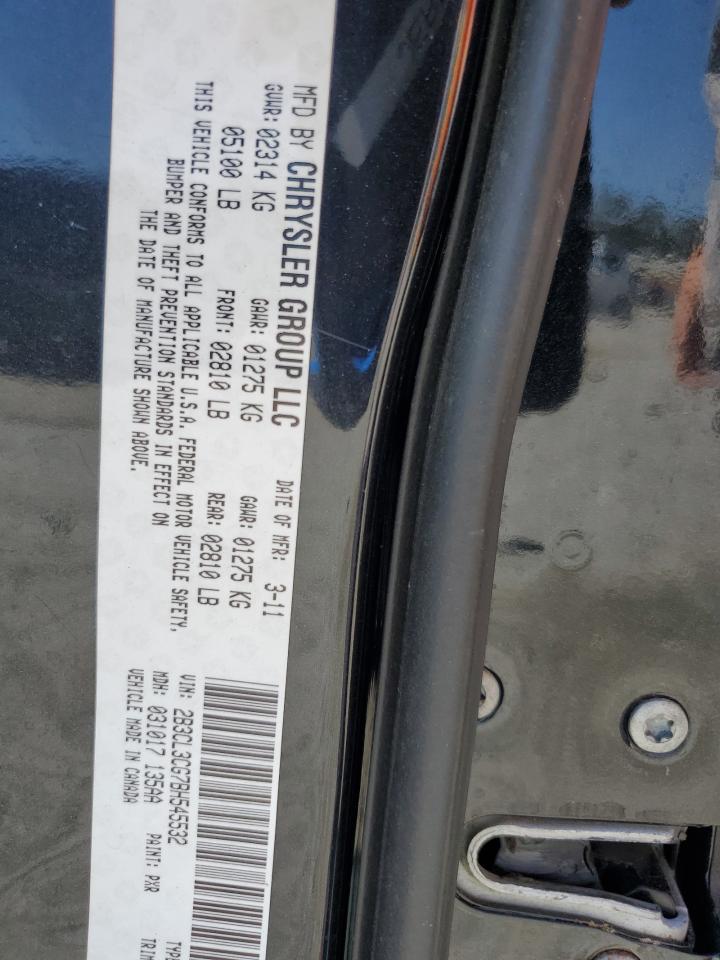 MFD BY CHRYSLER GROUP LLC
DATE OF MFR: 3-11
GVWR: 02314 KG
GAWR: 01275 KG
GAWR: 01275 KG
05100 LB
FRONT: 02810 LB
REAR: 02810 LB
THIS VEHICLE CONFORMS TO ALL APPLICABLE U.S.A. FEDERAL MOTOR VEHICLE SAFETY,
BUMPER AND THEFT PREVENTION STANDARDS IN EFFECT ON
THE DATE OF MANUFACTURE SHOWN ABOVE.
VIN: 2B3CL3CG7BH545532
TYP
MDH: 031017 135AA
PAINT: PXR
TRIM
VEHICLE MADE IN CANADA